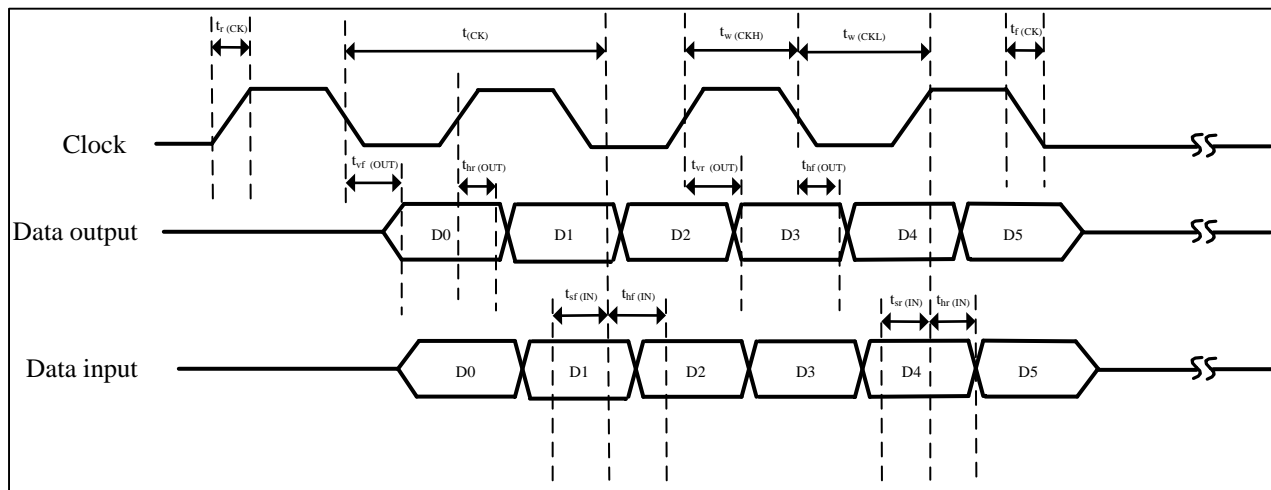 tr (CK)
t(CK)
tw (CKH)
tw (CKL)
tf (CK)
Clock
tvf (OUT)
thr (OUT)
tvr (OUT)
thf (OUT)
Data output
D0
D1
D2
D3
D4
D5
tsf (IN)
thf (IN)
tsr (IN)
thr (IN)
Data input
D0
D1
D2
D3
D4
D5